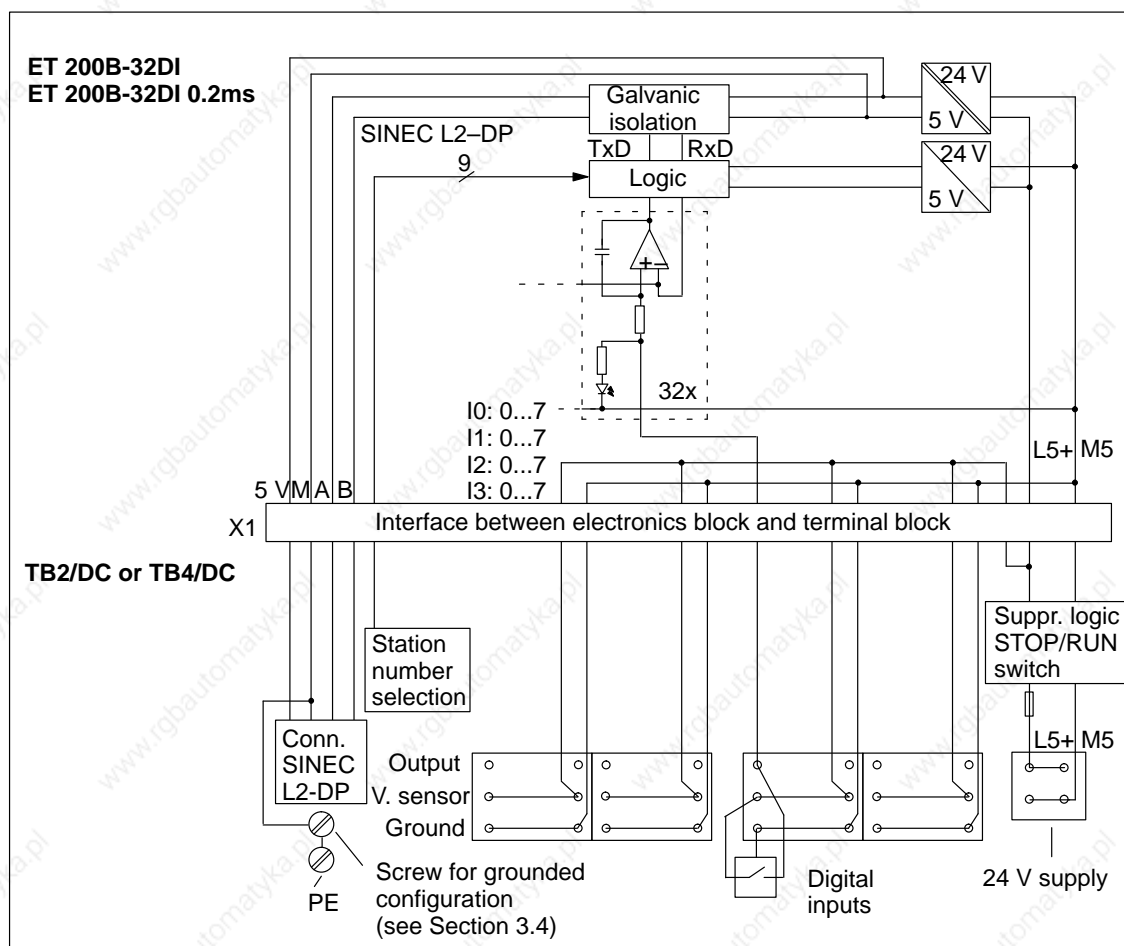 ET 200B-32DI
ET 200B-32DI 0.2ms
24 V
5 V
Galvanic
isolation
SINEC L2–DP
TxD
RxD
9
Logic
24 V
5 V
+
–
32x
I0: 0...7
I1: 0...7
I2: 0...7
I3: 0...7
L5+ M5
5 V M A B
X1
Interface between electronics block and terminal block
TB2/DC or TB4/DC
Station
number
selection
Suppr. logic
STOP/RUN
switch
Conn.
SINEC
L2-DP
L5+ M5
Output
V. sensor
Ground
PE
Screw for grounded
configuration
(see Section 3.4)
Digital
inputs
24 V supply
www.rgbautomatyka.pl